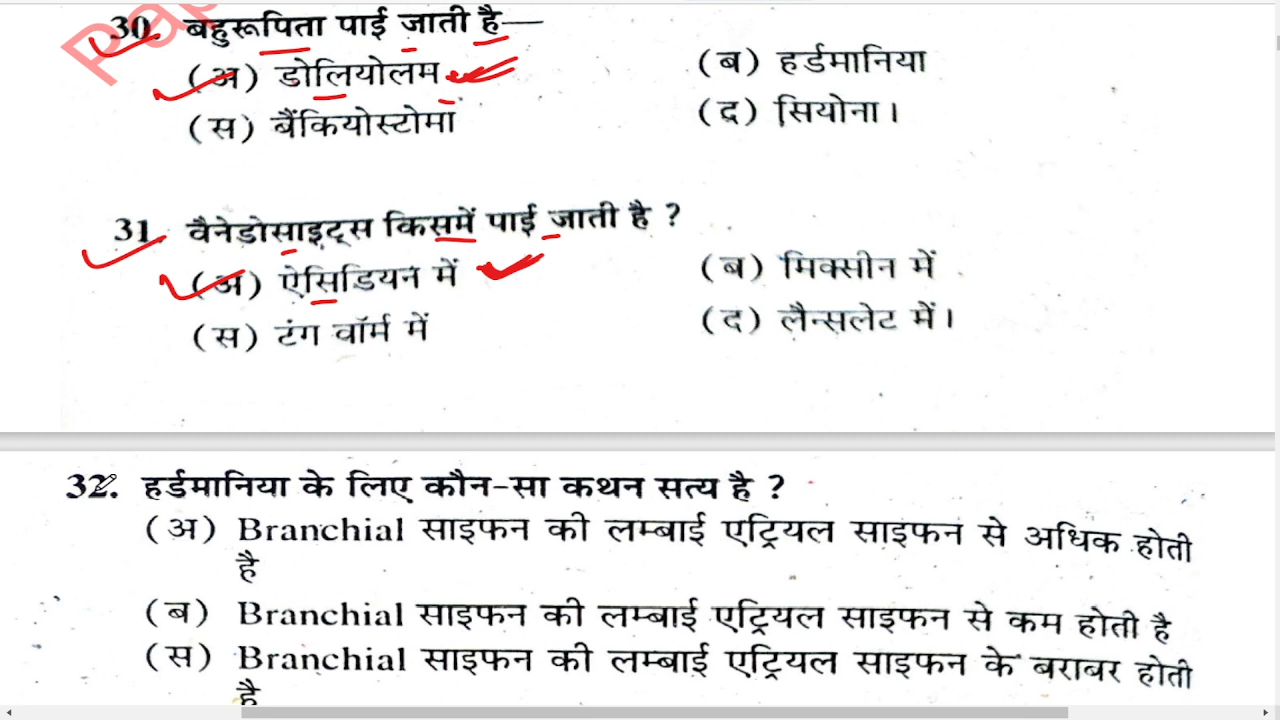 30. बहुरूपिता पाई जाती है—
(अ) डोलियोलम (ब) हर्डमानिया
(स) बैंकियोस्टोमा (द) सियोना।
31. वैनेडोसाइट्स किसमें पाई जाती है ?
(अ) ऐसिडियन में (ब) मिक्सीन में
(स) टंग वॉर्म में (द) लैन्सलेट में।
32. हर्डमानिया के लिए कौन-सा कथन सत्य है ?
(अ) Branchial साइफन की लम्बाई एट्रियल साइफन से अधिक होती
है
(ब) Branchial साइफन की लम्बाई एट्रियल साइफन से कम होती है
(स) Branchial साइफन की लम्बाई एट्रियल साइफन के बराबर होती
है